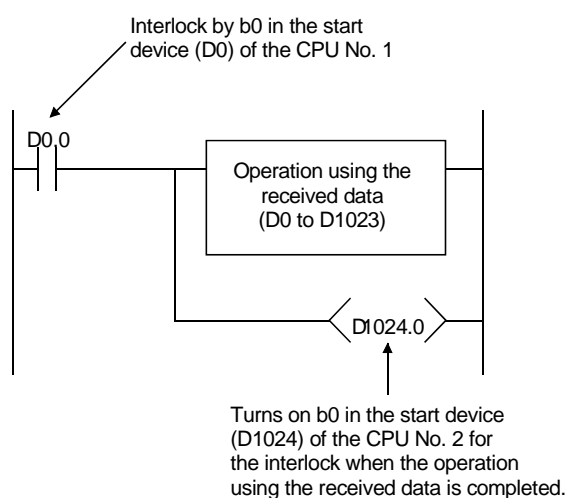 Interlock by b0 in the start
device (D0) of the CPU No. 1
D0.0
Operation using the
received data
(D0 to D1023)
D1024.0
Turns on b0 in the start device
(D1024) of the CPU No. 2 for
the interlock when the operation
using the received data is completed.